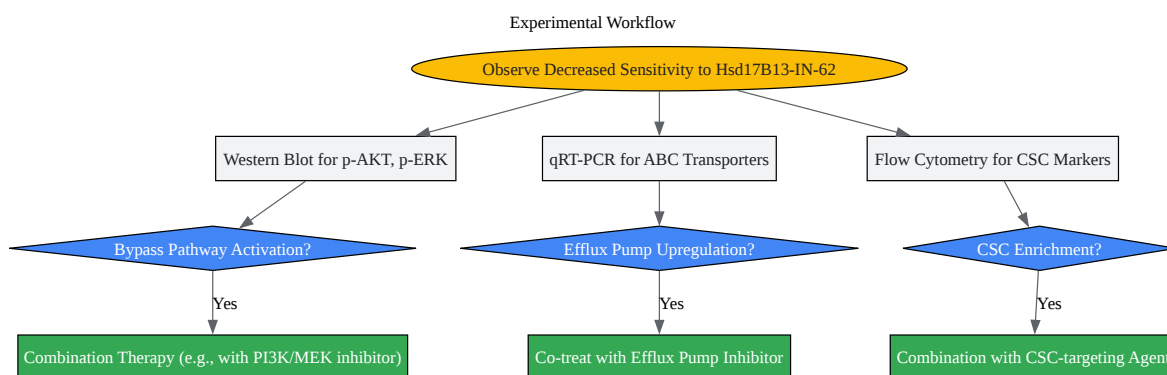 Experimental Workflow
Observe Decreased Sensitivity to Hsd17B13-IN-62
Western Blot for p-AKT, p-ERK
qRT-PCR for ABC Transporters
Flow Cytometry for CSC Markers
Bypass Pathway Activation?
Efflux Pump Upregulation?
CSC Enrichment?
Yes
Yes
Yes
Combination Therapy (e.g., with PI3K/MEK inhibitor)
Co-treat with Efflux Pump Inhibitor
Combination with CSC-targeting Agent